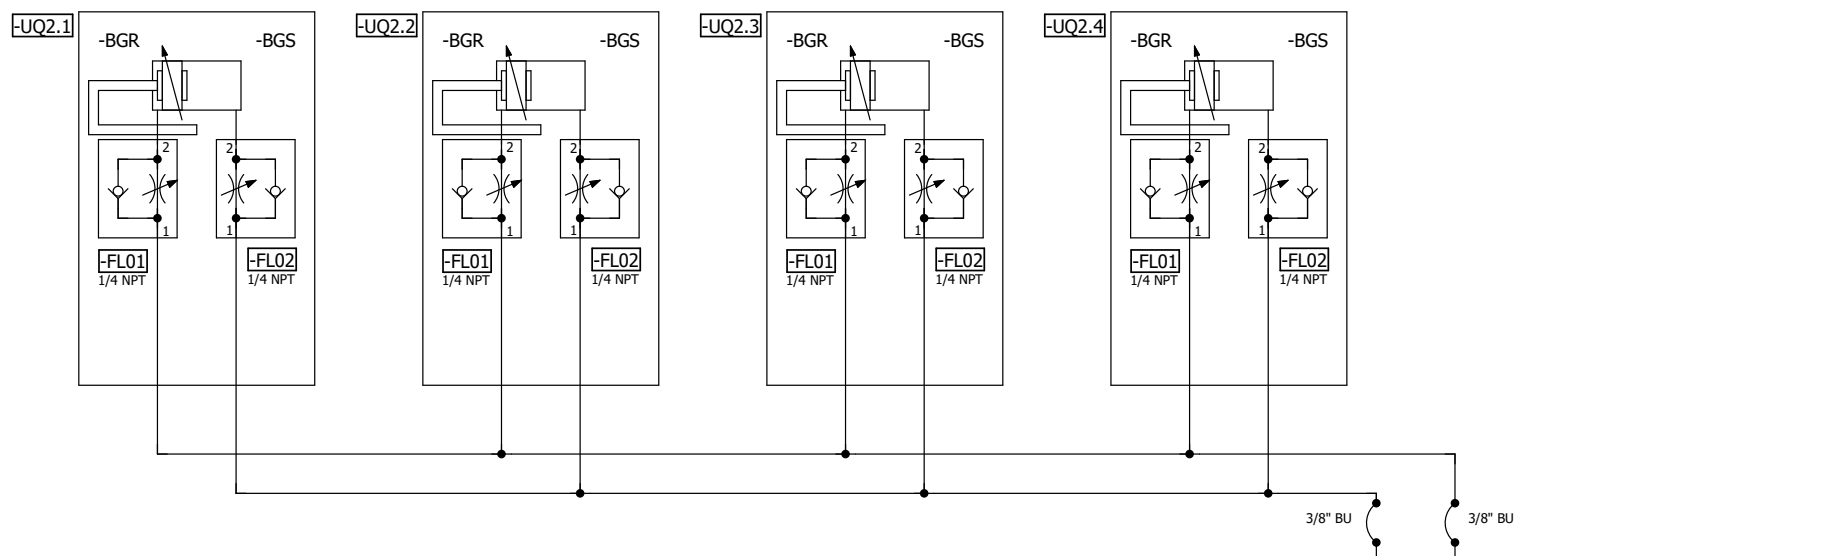 -UQ2.1
-BGR
-BGS
2
2
1
1
-FL01
1/4 NPT
-FL02
1/4 NPT
-UQ2.2
-BGR
-BGS
2
2
1
1
-FL01
1/4 NPT
-FL02
1/4 NPT
-UQ2.3
-BGR
-BGS
2
2
1
1
-FL01
1/4 NPT
-FL02
1/4 NPT
-UQ2.4
-BGR
-BGS
2
2
1
1
-FL01
1/4 NPT
-FL02
1/4 NPT
3/8" BU
3/8" BU